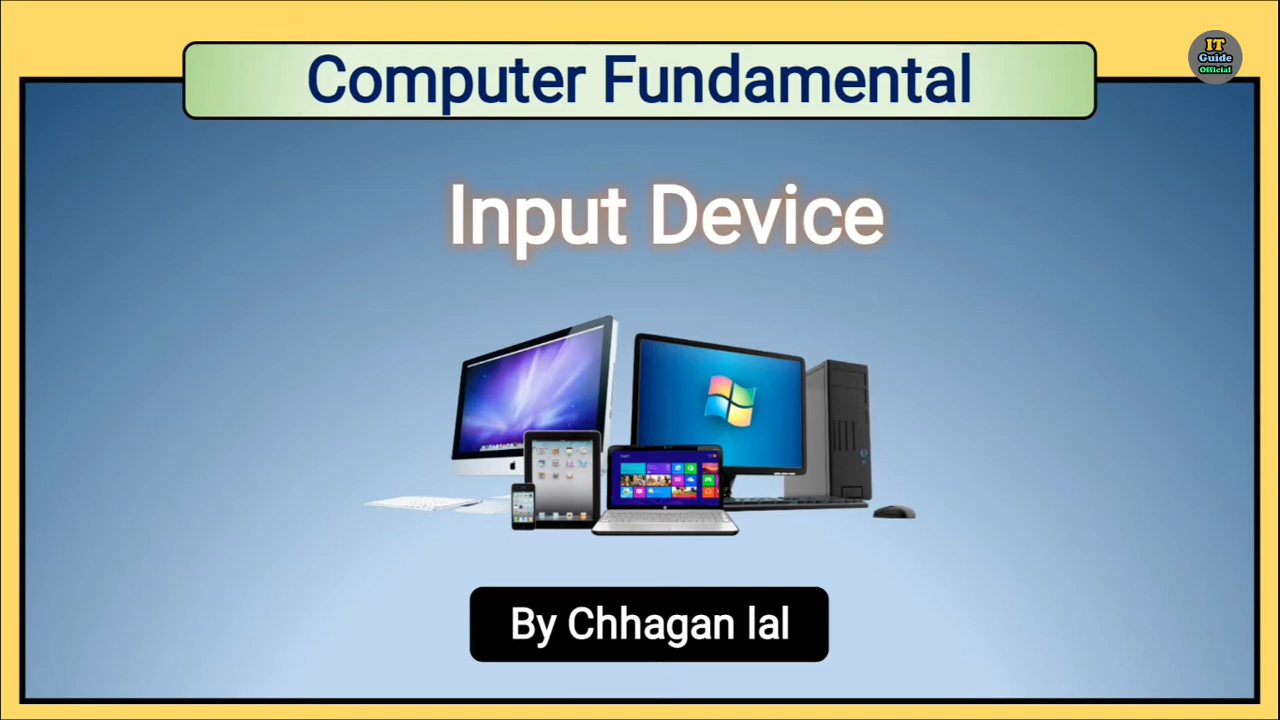 Computer Fundamental
IT
Guide
Official
Input Device
By Chhagan lal